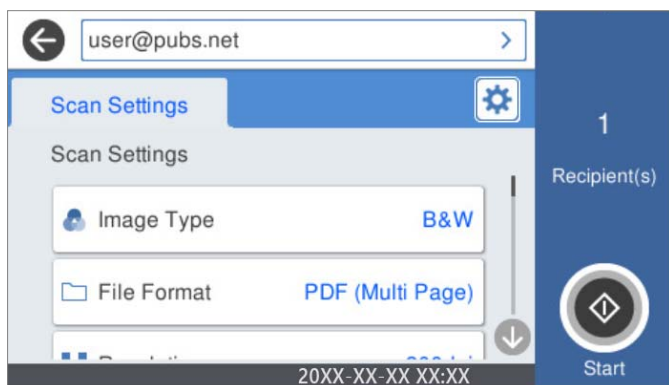 user@pubs.net
Scan Settings
1
Recipient(s)
Scan Settings
Image Type B&W
File Format PDF (Multi Page)
20XX-XX-XX XX:XX
Start